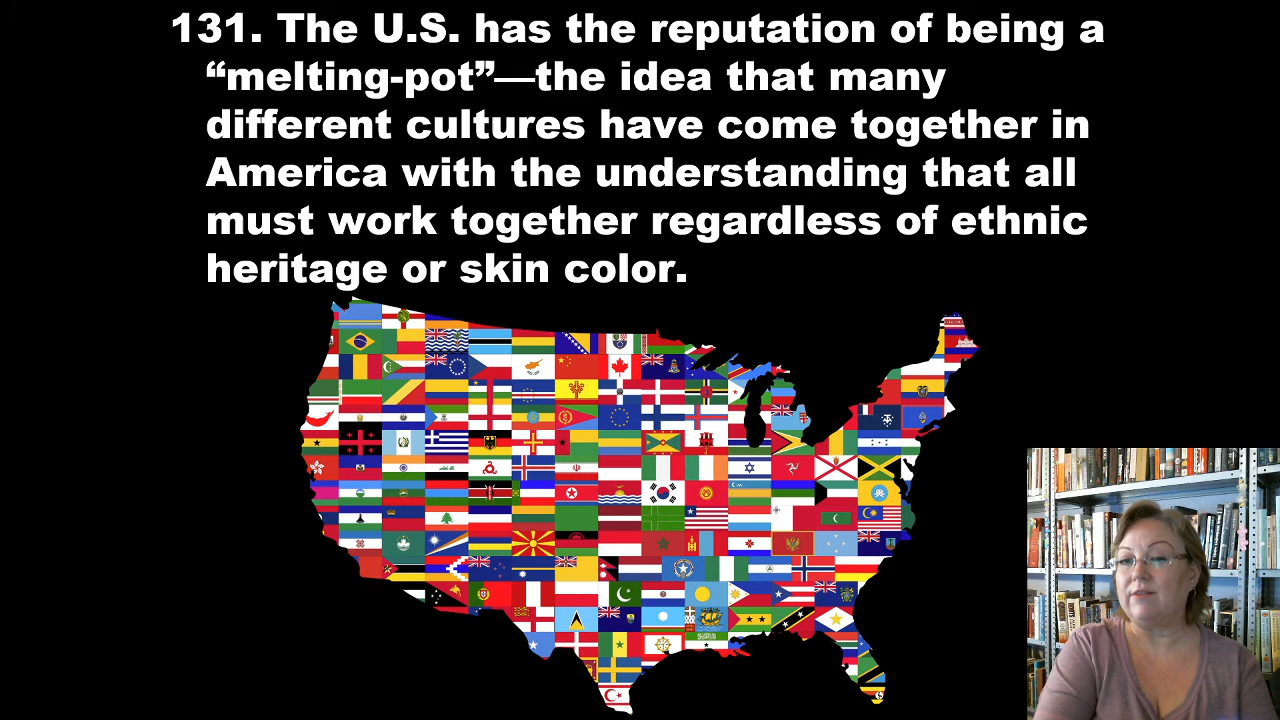 131. The U.S. has the reputation of being a
“melting-pot”—the idea that many
different cultures have come together in
America with the understanding that all
must work together regardless of ethnic
heritage or skin color.